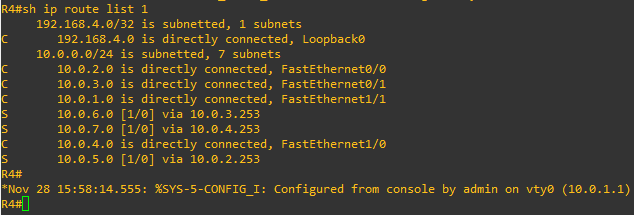 R4#sh ip route list 1
192.168.4.0/32 is subnetted, 1 subnets
C 192.168.4.0 is directly connected, Loopback0
10.0.0.0/24 is subnetted, 7 subnets
C 10.0.2.0 is directly connected, FastEthernet0/0
C 10.0.3.0 is directly connected, FastEthernet0/1
C 10.0.1.0 is directly connected, FastEthernet1/1
S 10.0.6.0 [1/0] via 10.0.3.253
S 10.0.7.0 [1/0] via 10.0.4.253
C 10.0.4.0 is directly connected, FastEthernet1/0
S 10.0.5.0 [1/0] via 10.0.2.253
R4#
*Nov 28 15:58:14.555: %SYS-5-CONFIG_I: Configured from console by admin on vty0 (10.0.1.1)
R4#